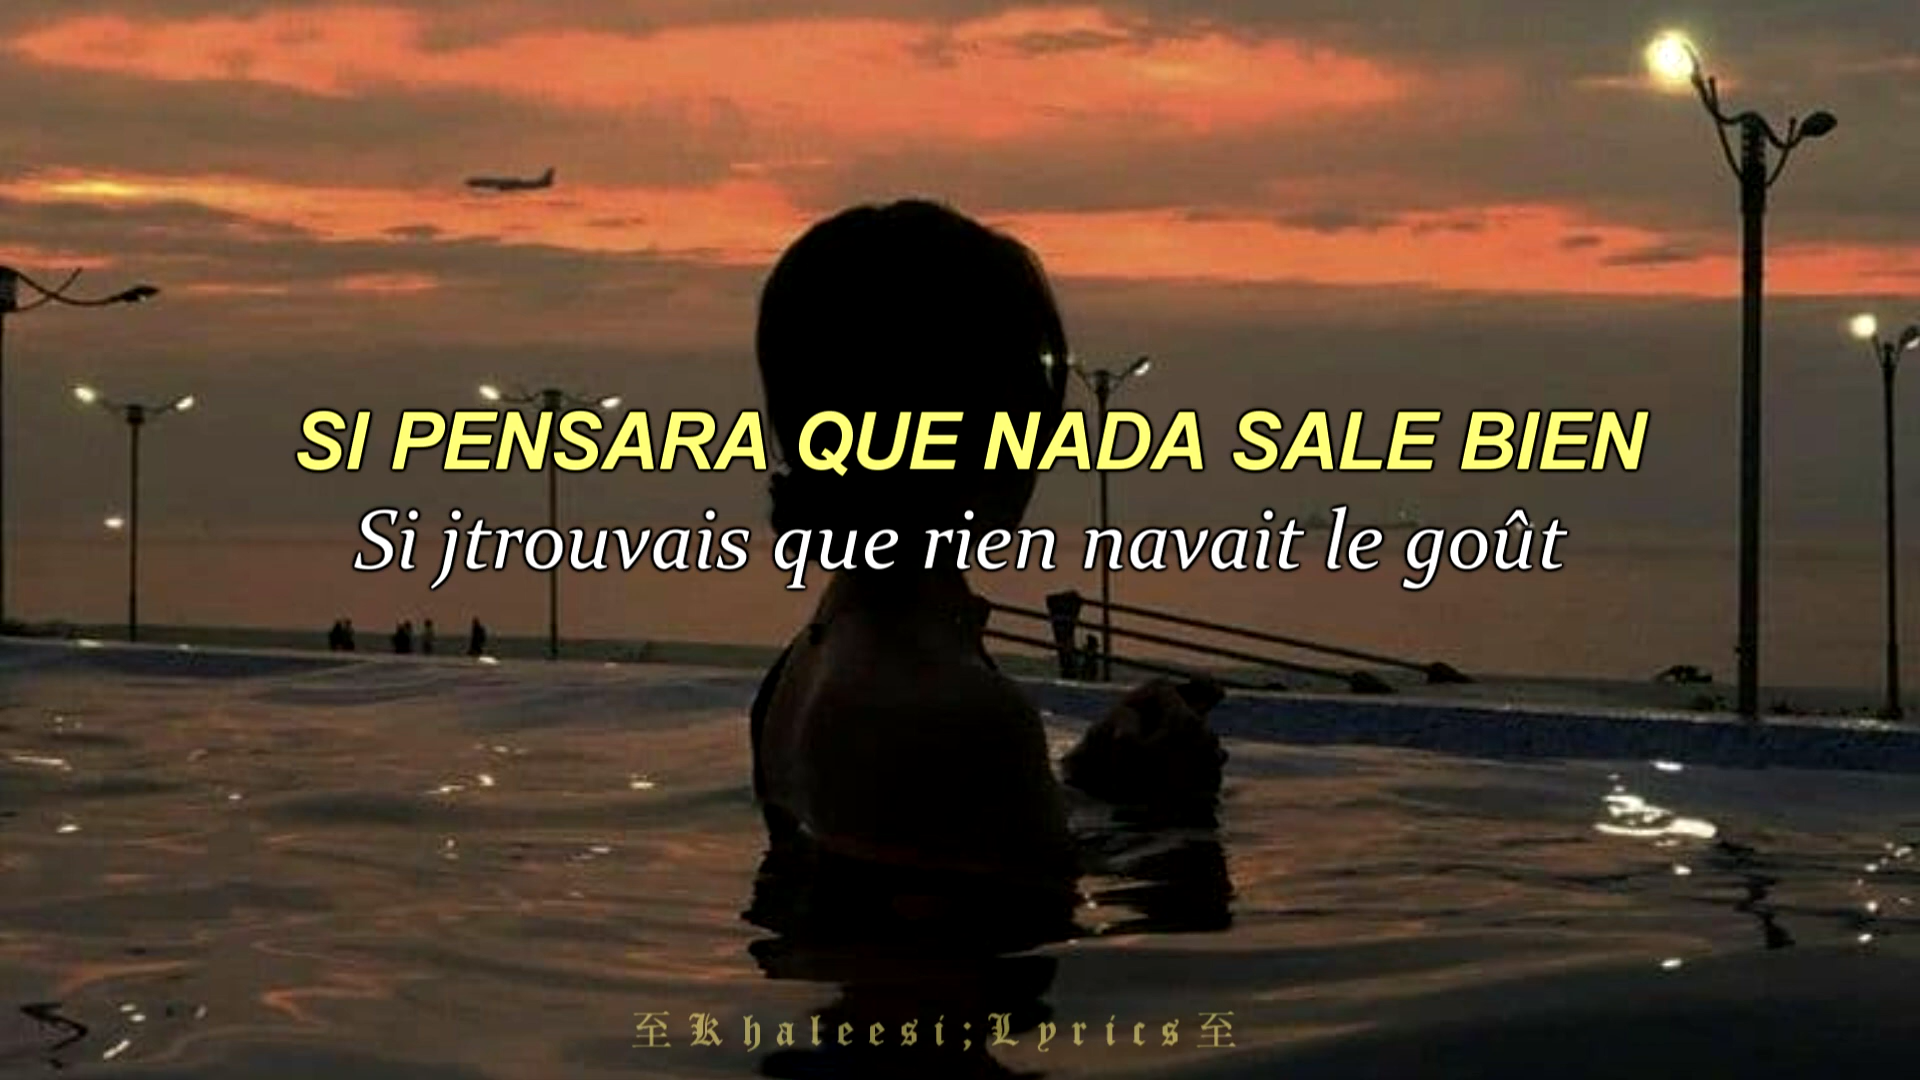 SI PENSARA QUE NADA SALE BIEN
Si jtrouvais que rien navait le goût
至Khaleesi;Lyrics至